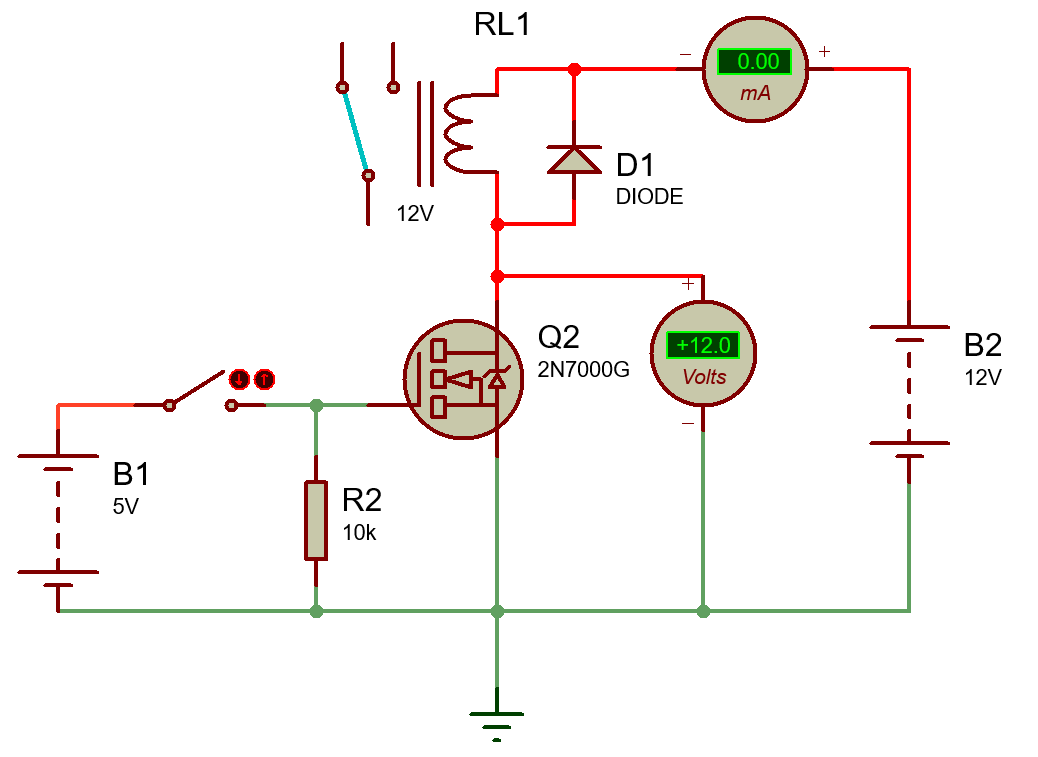 RL1
12V
−
+
0.00
mA
D1
DIODE
+
+12.0
Volts
−
Q2
2N7000G
B2
12V
B1
5V
R2
10k